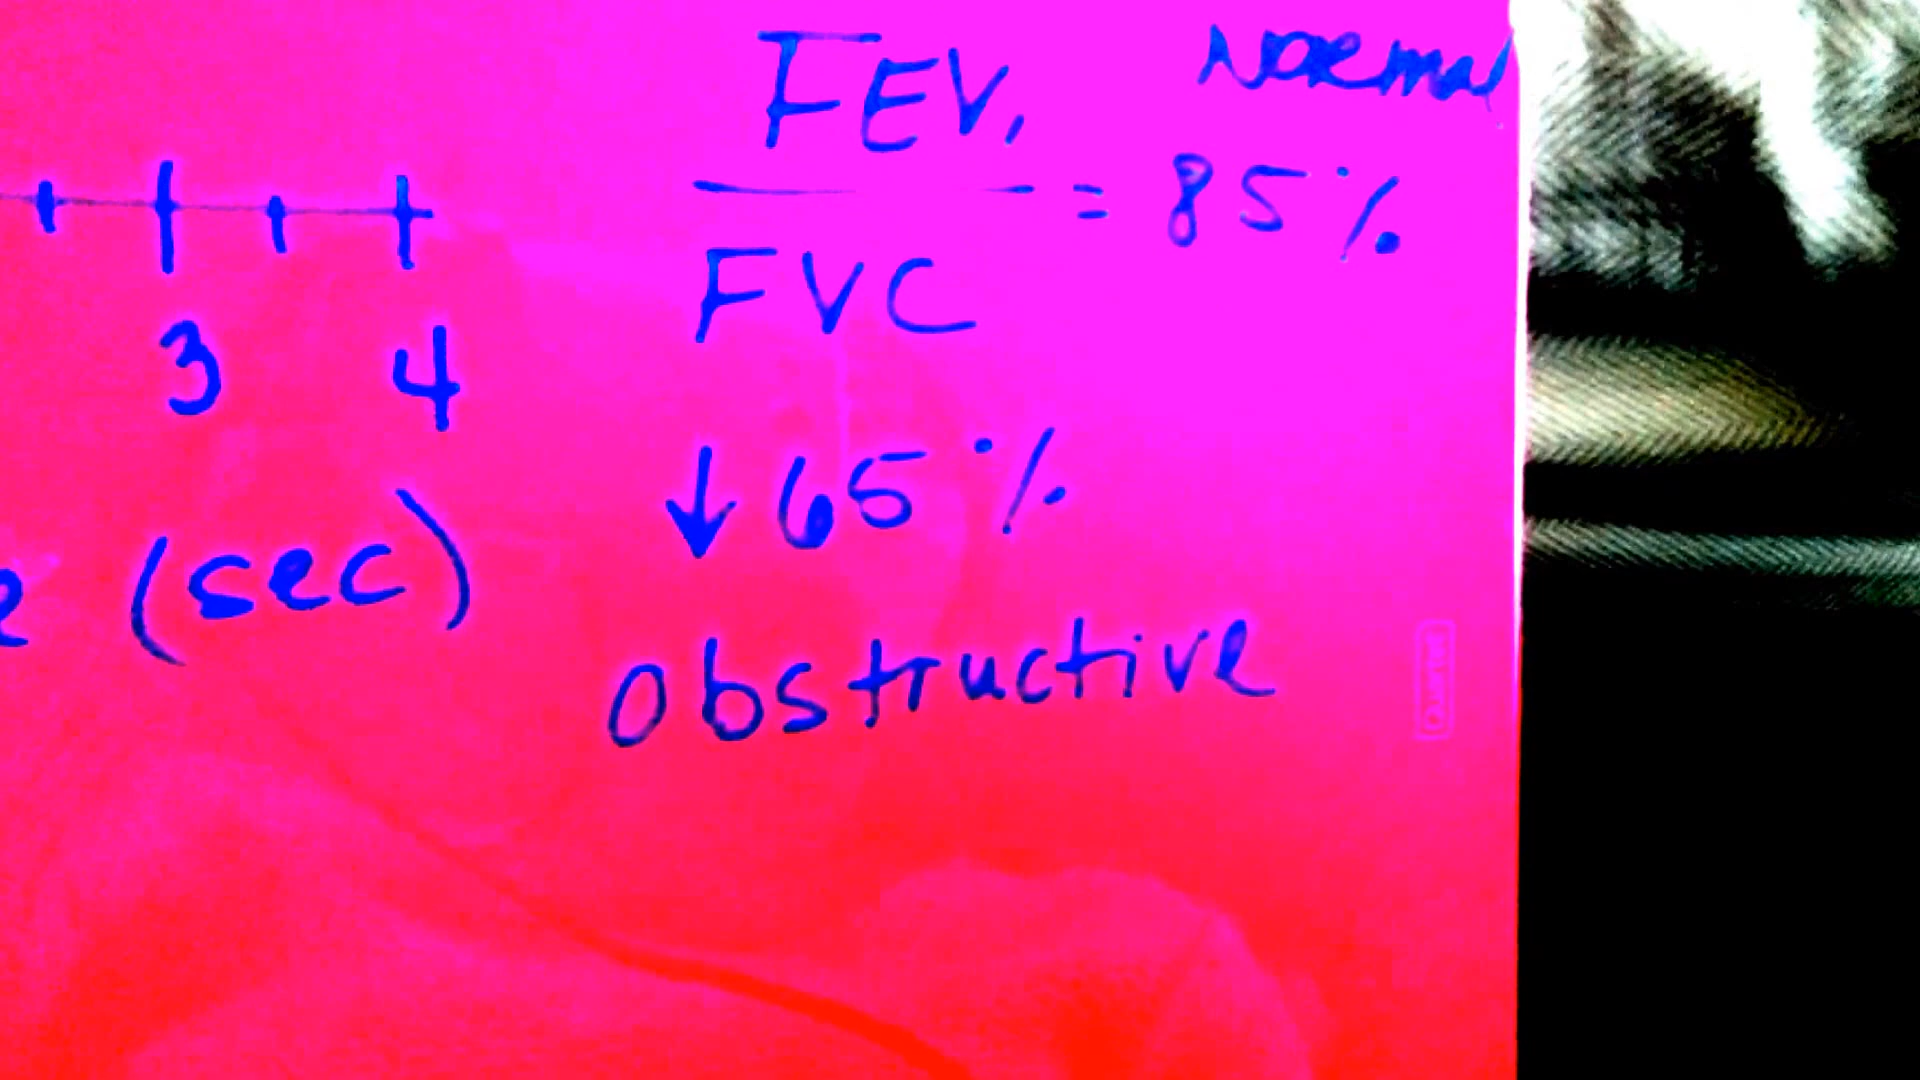 Normal
FEV₁
= 85%
FVC
3 4
↓ 65%
(sec)
obstructive